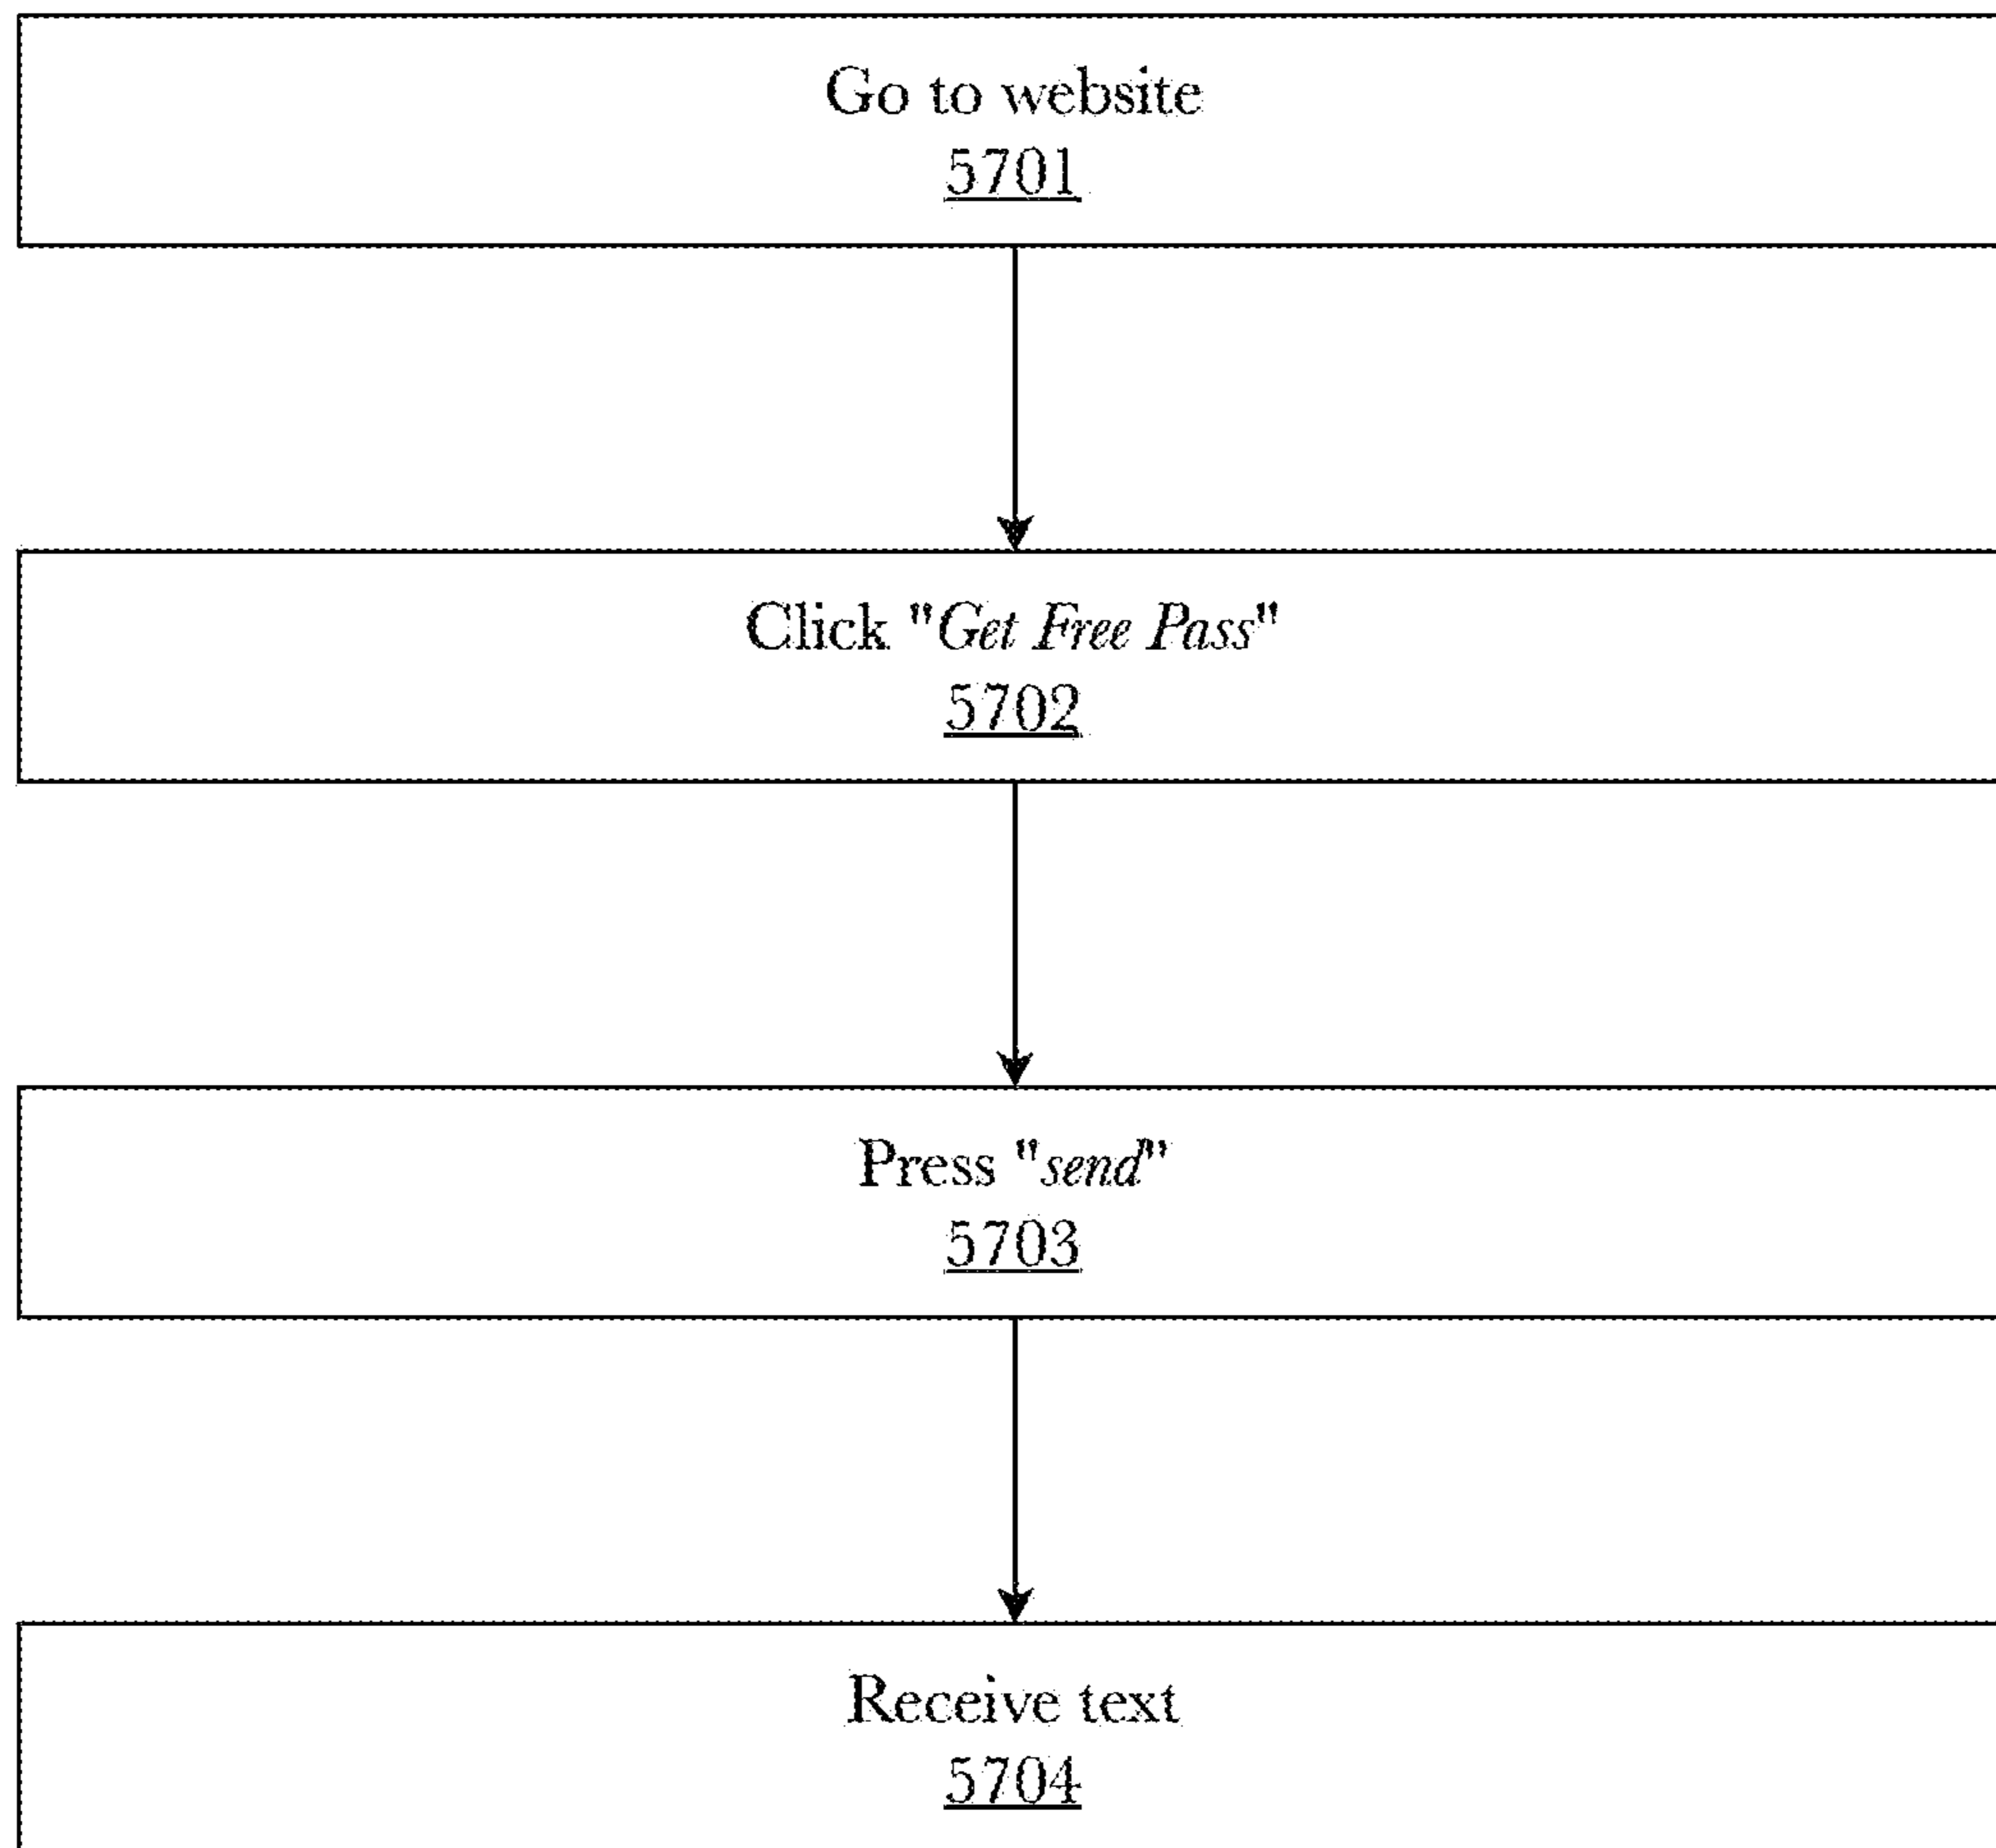 Go to website
5701
Click "Get Free Pass"
5702
Press "send"
5703
Receive text
5704